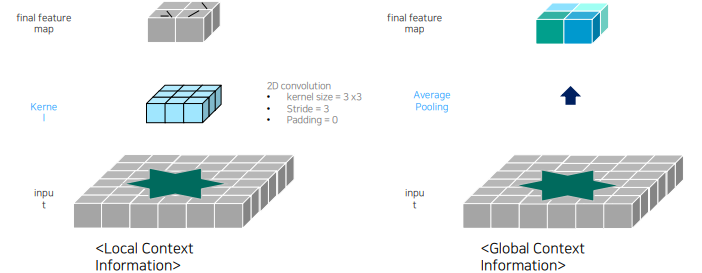 final feature
map
Kerne
l
2D convolution
• kernel size = 3 x3
• Stride = 3
• Padding = 0
inpu
t
<Local Context
Information>
final feature
map
Average
Pooling
inpu
t
<Global Context
Information>